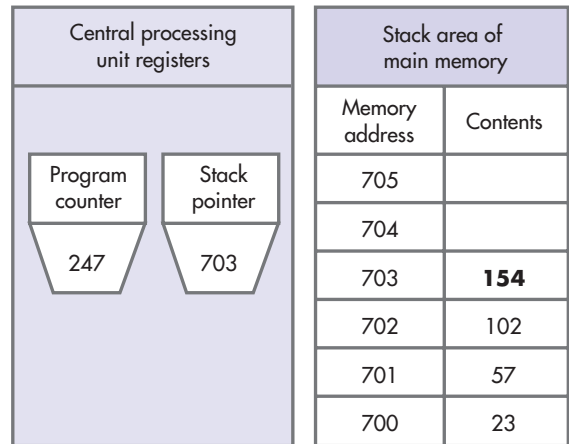 Central processing
unit registers
Program
counter
Stack
pointer
247
703
Stack area of
main memory
Memory
address
Contents
705
704
703 154
702 102
701 57
700 23